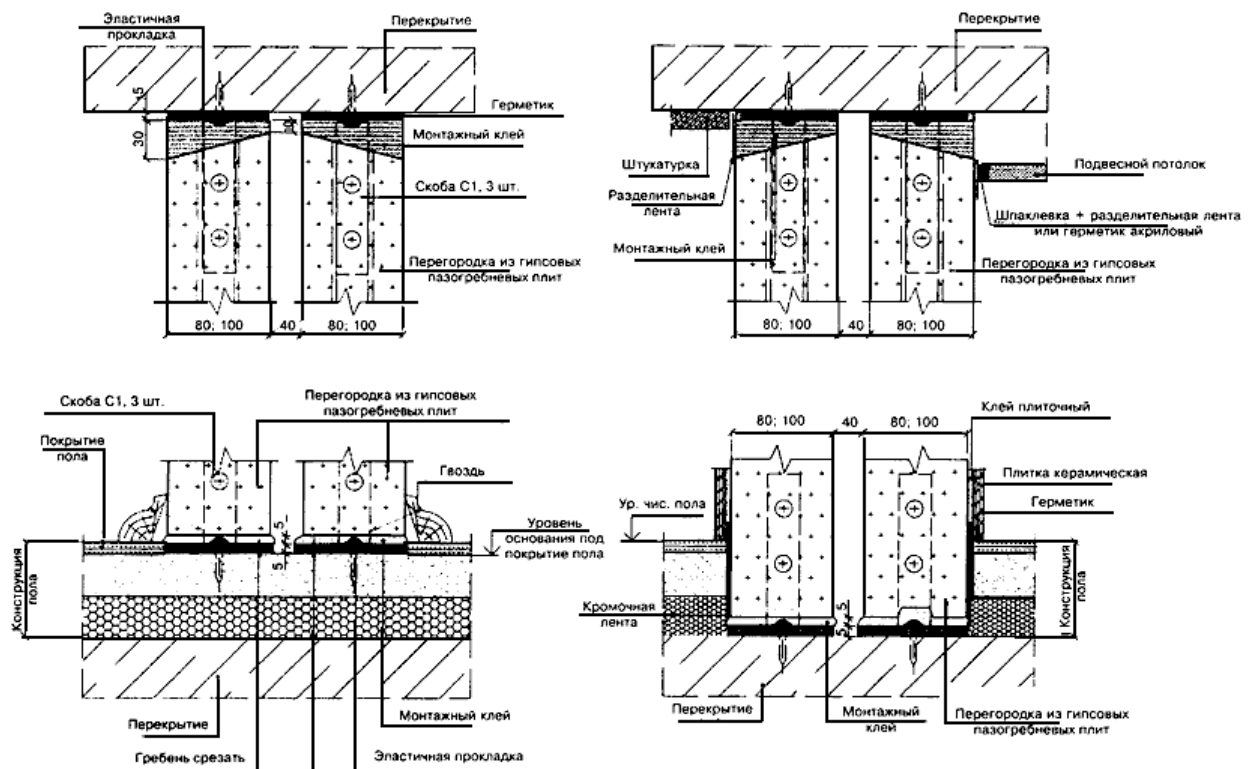 Эластичная
прокладка
Перекрытие
5
30
10
Герметик
Монтажный клей
Скоба С1, 3 шт.
Перегородка из гипсовых
пазогребневых плит
80; 100
40
80; 100
Перекрытие
Штукатурка
Разделительная
лента
Монтажный клей
Подвесной потолок
Шпаклевка + разделительная лента
или герметик акриловый
Перегородка из гипсовых
пазогребневых плит
80; 100
40
80; 100
Скоба С1, 3 шт.
Перегородка из гипсовых
пазогребневых плит
Покрытие
пола
Гвоздь
Уровень
основания под
покрытие пола
5
5
Конструкция
пола
Перекрытие
Монтажный клей
Гребень срезать
Эластичная прокладка
80; 100
40
80; 100
Клей плиточный
Плитка керамическая
Герметик
Ур. чис. пола
Кромочная
лента
5
5
Конструкция
пола
Перекрытие
Монтажный
клей
Перегородка из гипсовых
пазогребневых плит